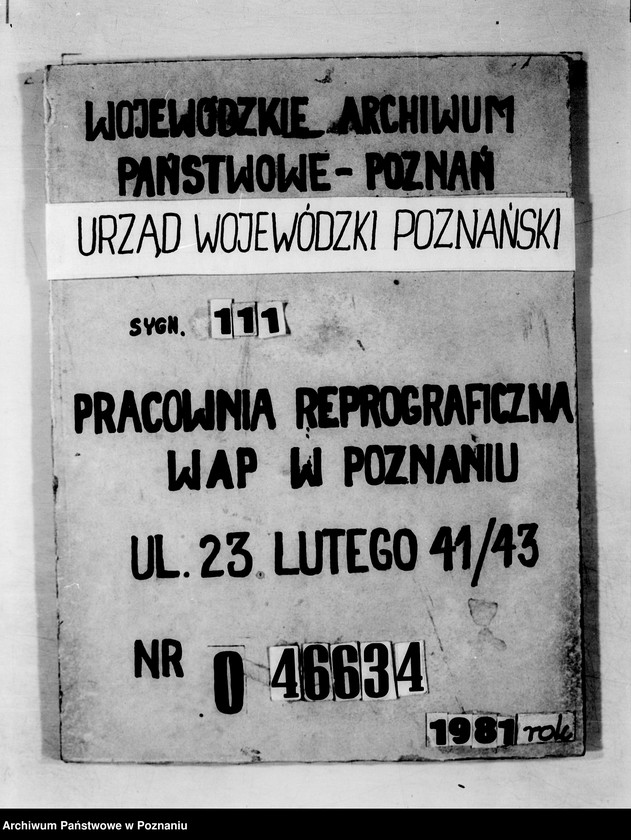 WOJEWÓDZKIE ARCHIWUM
PAŃSTWOWE - POZNAŃ
URZĄD WOJEWÓDZKI POZNAŃSKI
SYGN. 111
PRACOWNIA REPROGRAFICZNA
WAP W POZNANIU
UL. 23 LUTEGO 41/43
NR 0 46634
1981 rok
Archiwum Państwowe w Poznaniu